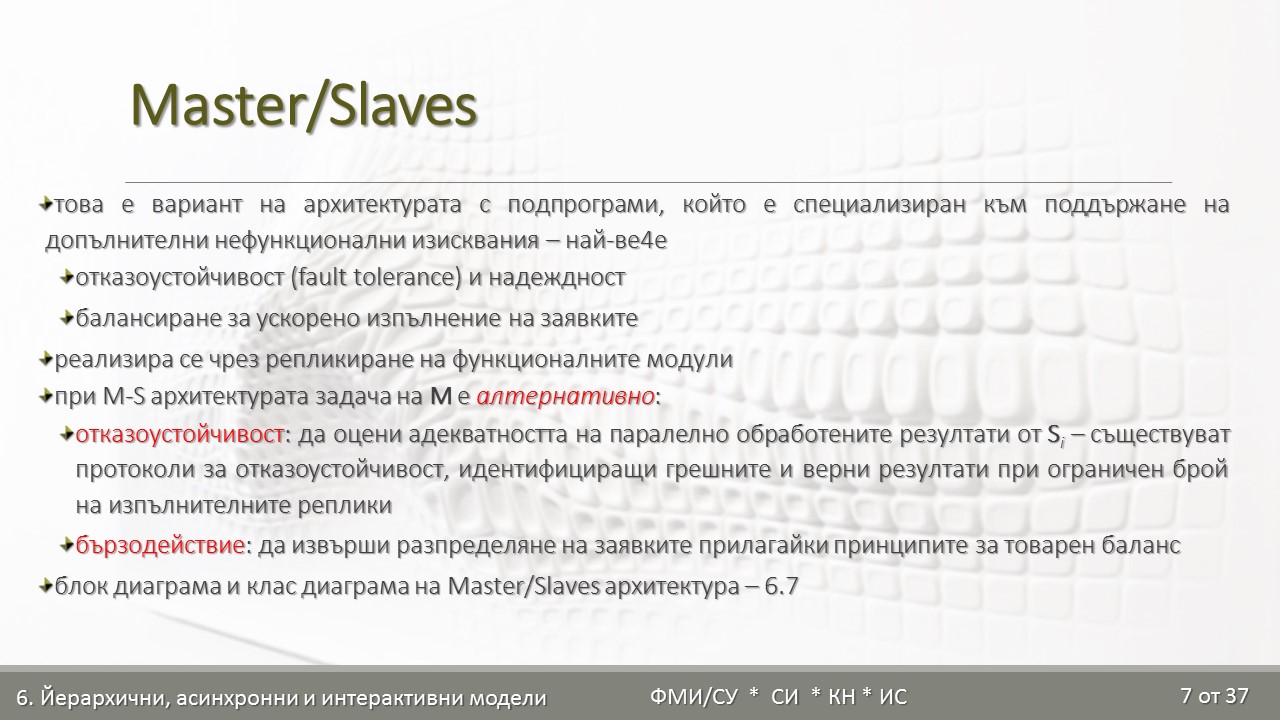 Master/Slaves
това е вариант на архитектурата с подпрограми, който е специализиран към поддържане на
допълнителни нефункционални изисквания – най-ве4е
отказоустойчивост (fault tolerance) и надеждност
балансиране за ускорено изпълнение на заявките
реализира се чрез репликиране на функционалните модули
при M-S архитектурата задача на M е алтернативно:
отказоустойчивост: да оцени адекватността на паралелно обработените резултати от Si – съществуват
протоколи за отказоустойчивост, идентифициращи грешните и верни резултати при ограничен брой
на изпълнителните реплики
бързодействие: да извърши разпределяне на заявките прилагайки принципите за товарен баланс
блок диаграма и клас диаграма на Master/Slaves архитектура – 6.7
6. Йерархични, асинхронни и интерактивни модели
ФМИ/СУ * СИ * КН * ИС
7 от 37